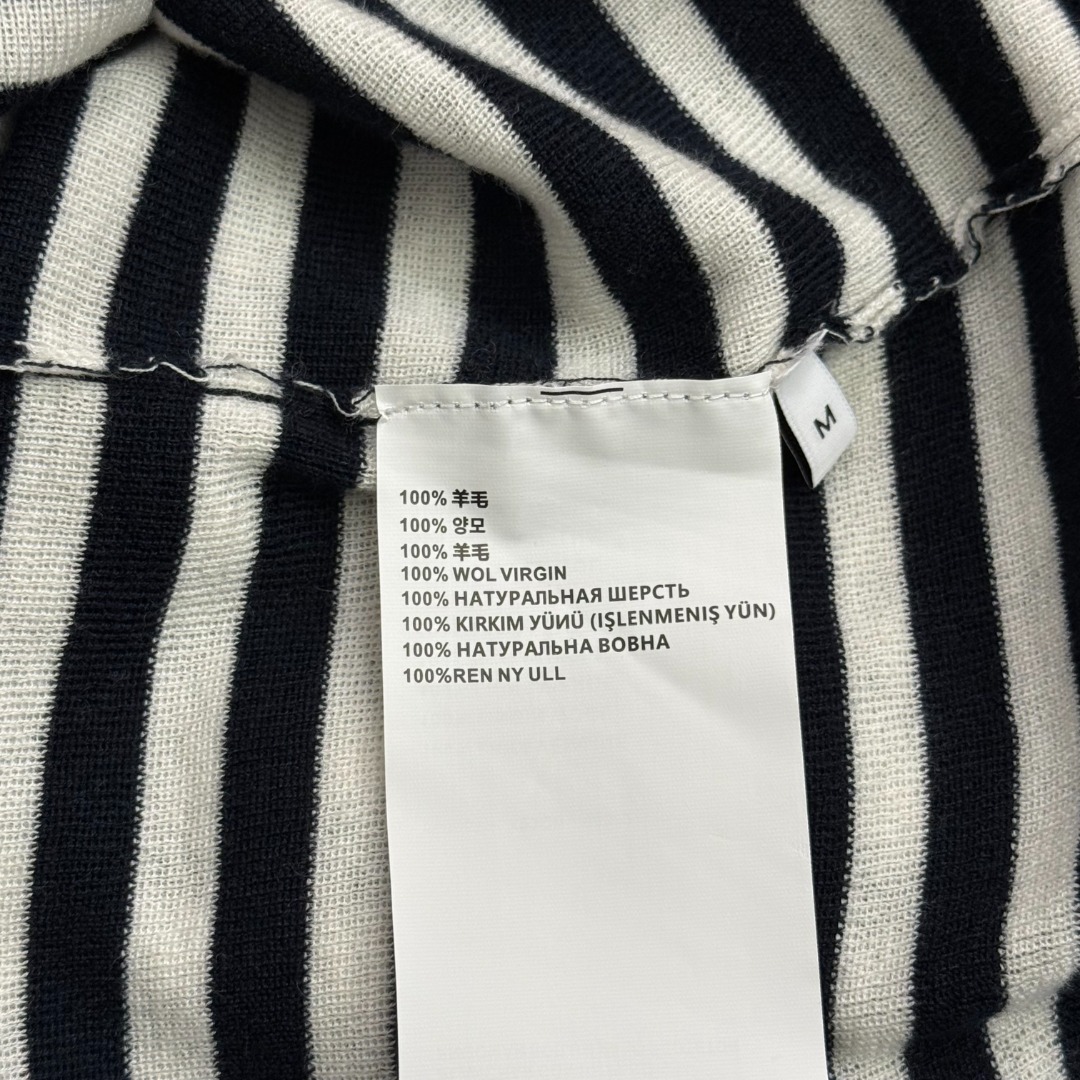 100% 羊毛
100% 양모
100% 羊毛
100% WOL VIRGIN
100% НАТУРАЛЬНАЯ ШЕРСТЬ
100% KIRKIM YÜИÜ (IŞLENMENIŞ YÜN)
100% НАТУРАЛЬНА ВОВНА
100%REN NY ULL
M